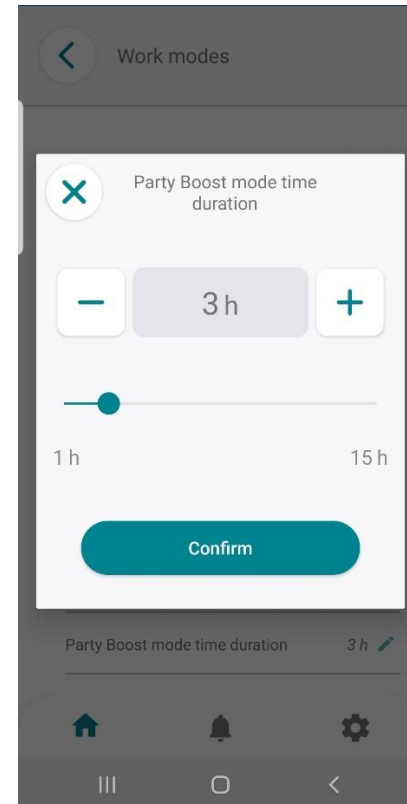 Work modes
Party Boost mode time
duration
3 h
1 h
15 h
Confirm
Party Boost mode time duration
3 h